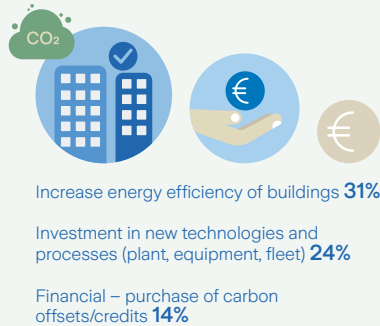 CO₂
€
€
Increase energy efficiency of buildings 31%
Investment in new technologies and
processes (plant, equipment, fleet) 24%
Financial – purchase of carbon
offsets/credits 14%